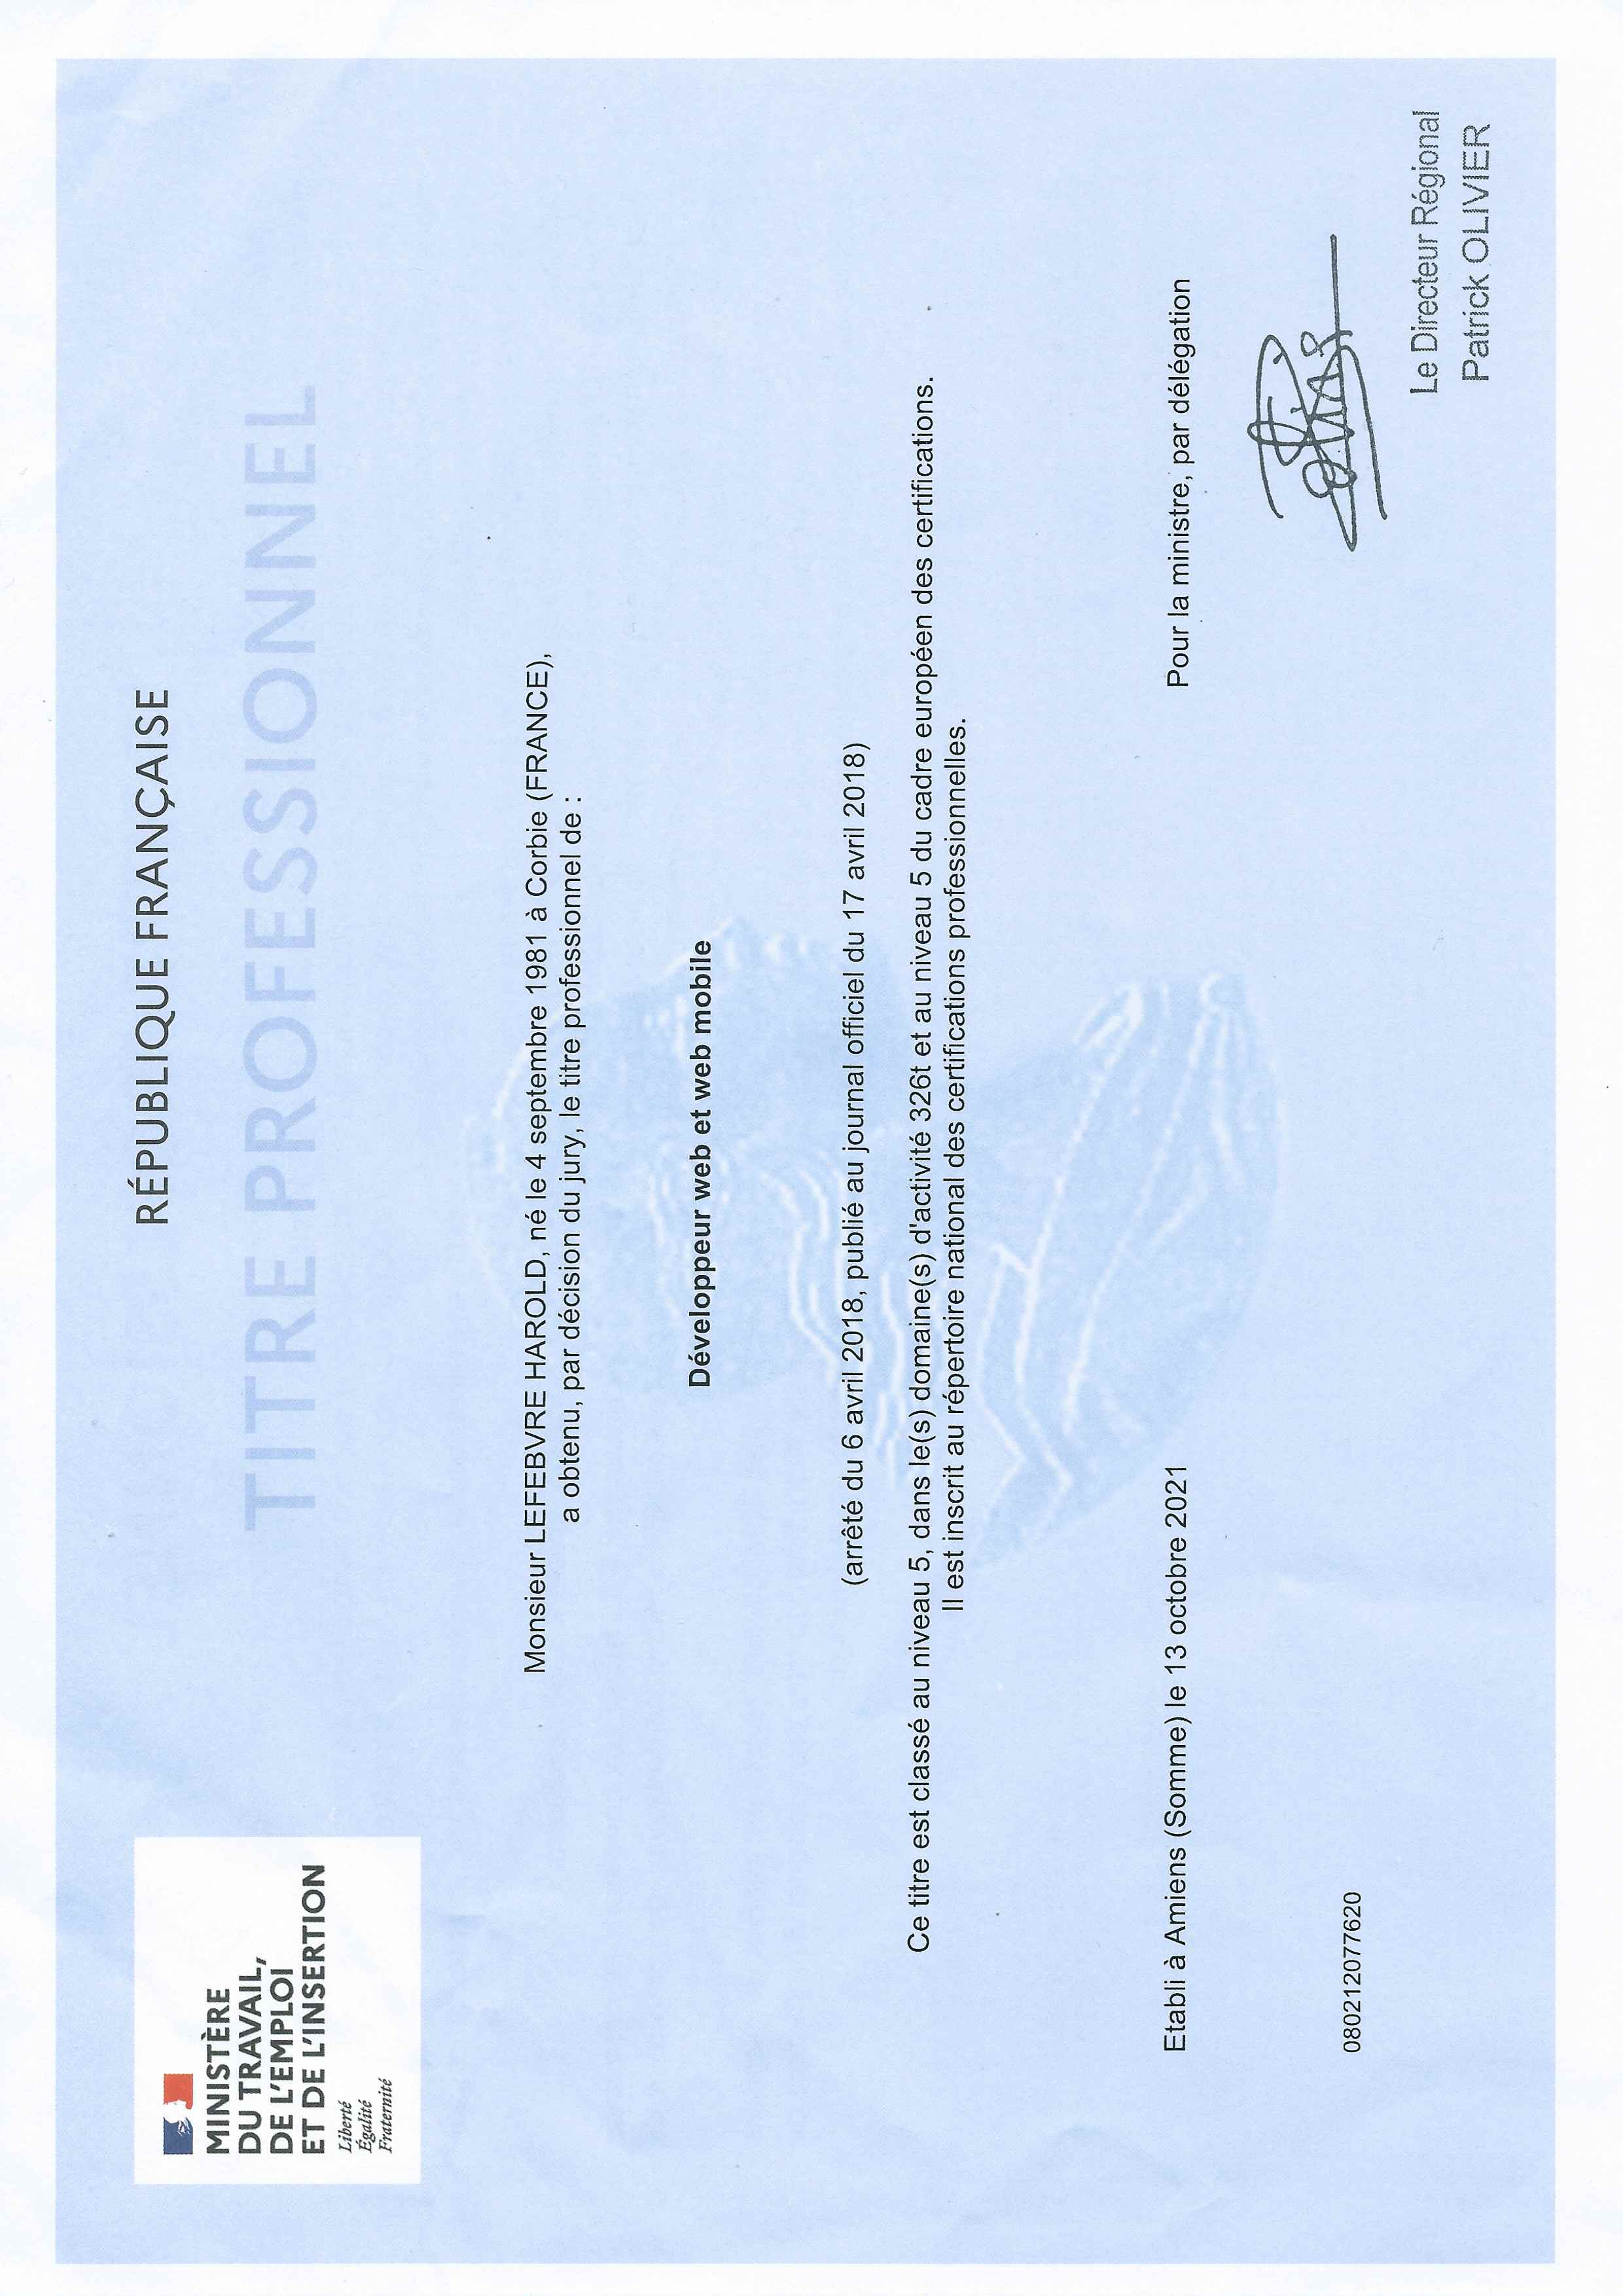 RÉPUBLIQUE FRANÇAISE
TITRE PROFESSIONNEL
MINISTÈRE
DU TRAVAIL,
DE L'EMPLOI
ET DE L'INSERTION
Liberté
Égalité
Fraternité
Monsieur LEFEBVRE HAROLD, né le 4 septembre 1981 à Corbie (FRANCE),
a obtenu, par décision du jury, le titre professionnel de :
Développeur web et web mobile
(arrêté du 6 avril 2018, publié au journal officiel du 17 avril 2018)
Ce titre est classé au niveau 5, dans le(s) domaine(s) d'activité 326t et au niveau 5 du cadre européen des certifications.
Il est inscrit au répertoire national des certifications professionnelles.
Etabli à Amiens (Somme) le 13 octobre 2021
Pour la ministre, par délégation
080212077620
Le Directeur Régional
Patrick OLIVIER